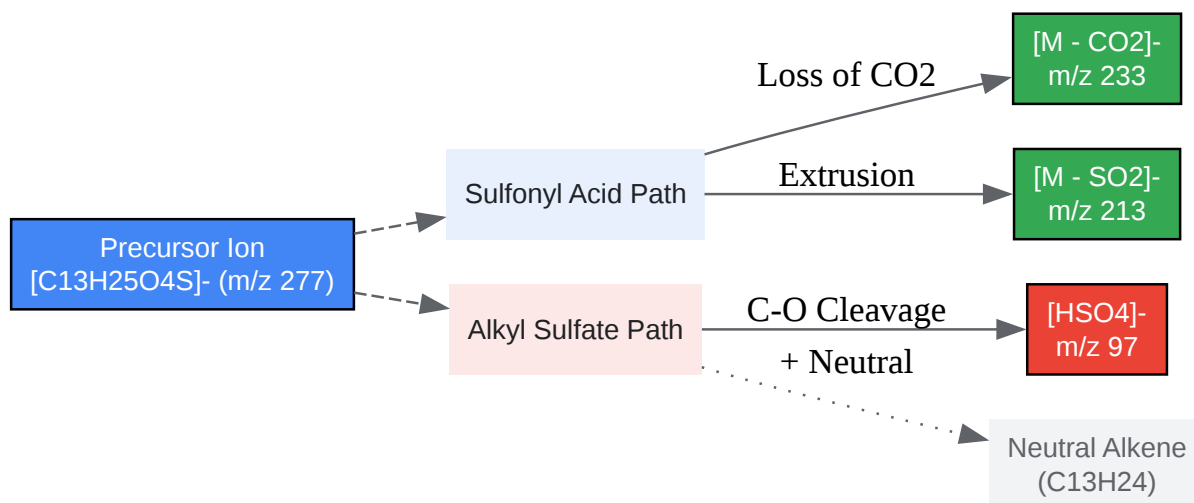 Precursor Ion
[C13H25O4S]- (m/z 277)
Sulfonyl Acid Path
Alkyl Sulfate Path
Loss of CO2
Extrusion
C-O Cleavage
+ Neutral
[M - CO2]-
m/z 233
[M - SO2]-
m/z 213
[HSO4]-
m/z 97
Neutral Alkene
(C13H24)